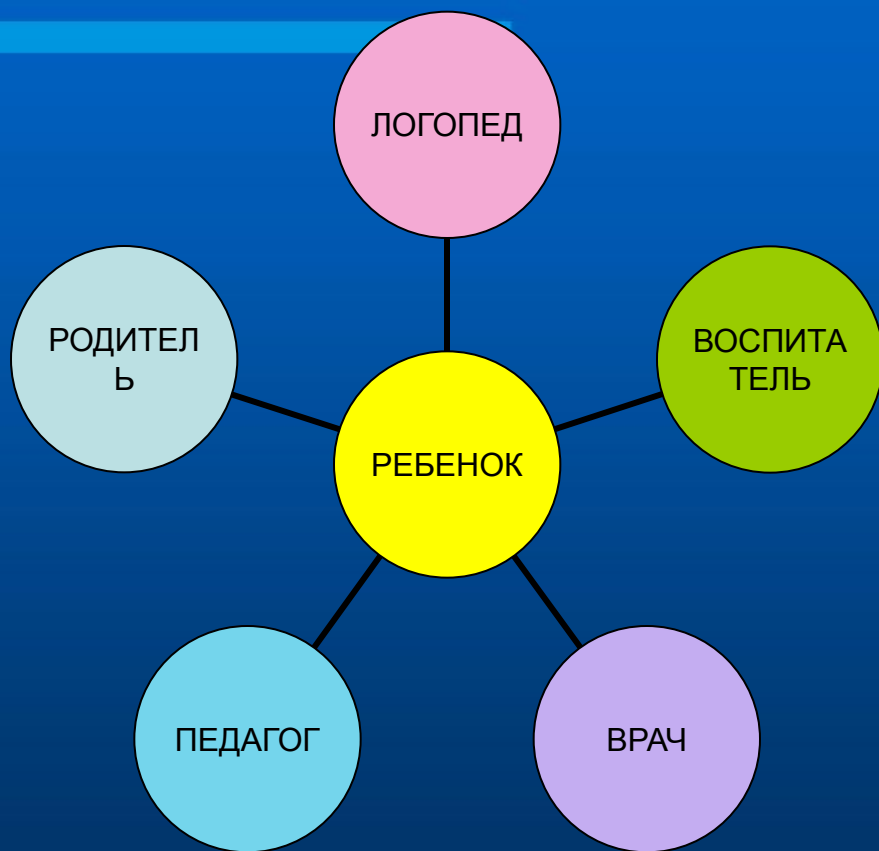 ЛОГОПЕД
РОДИТЕЛ
Ь
ВОСПИТА
ТЕЛЬ
РЕБЕНОК
ПЕДАГОГ
ВРАЧ